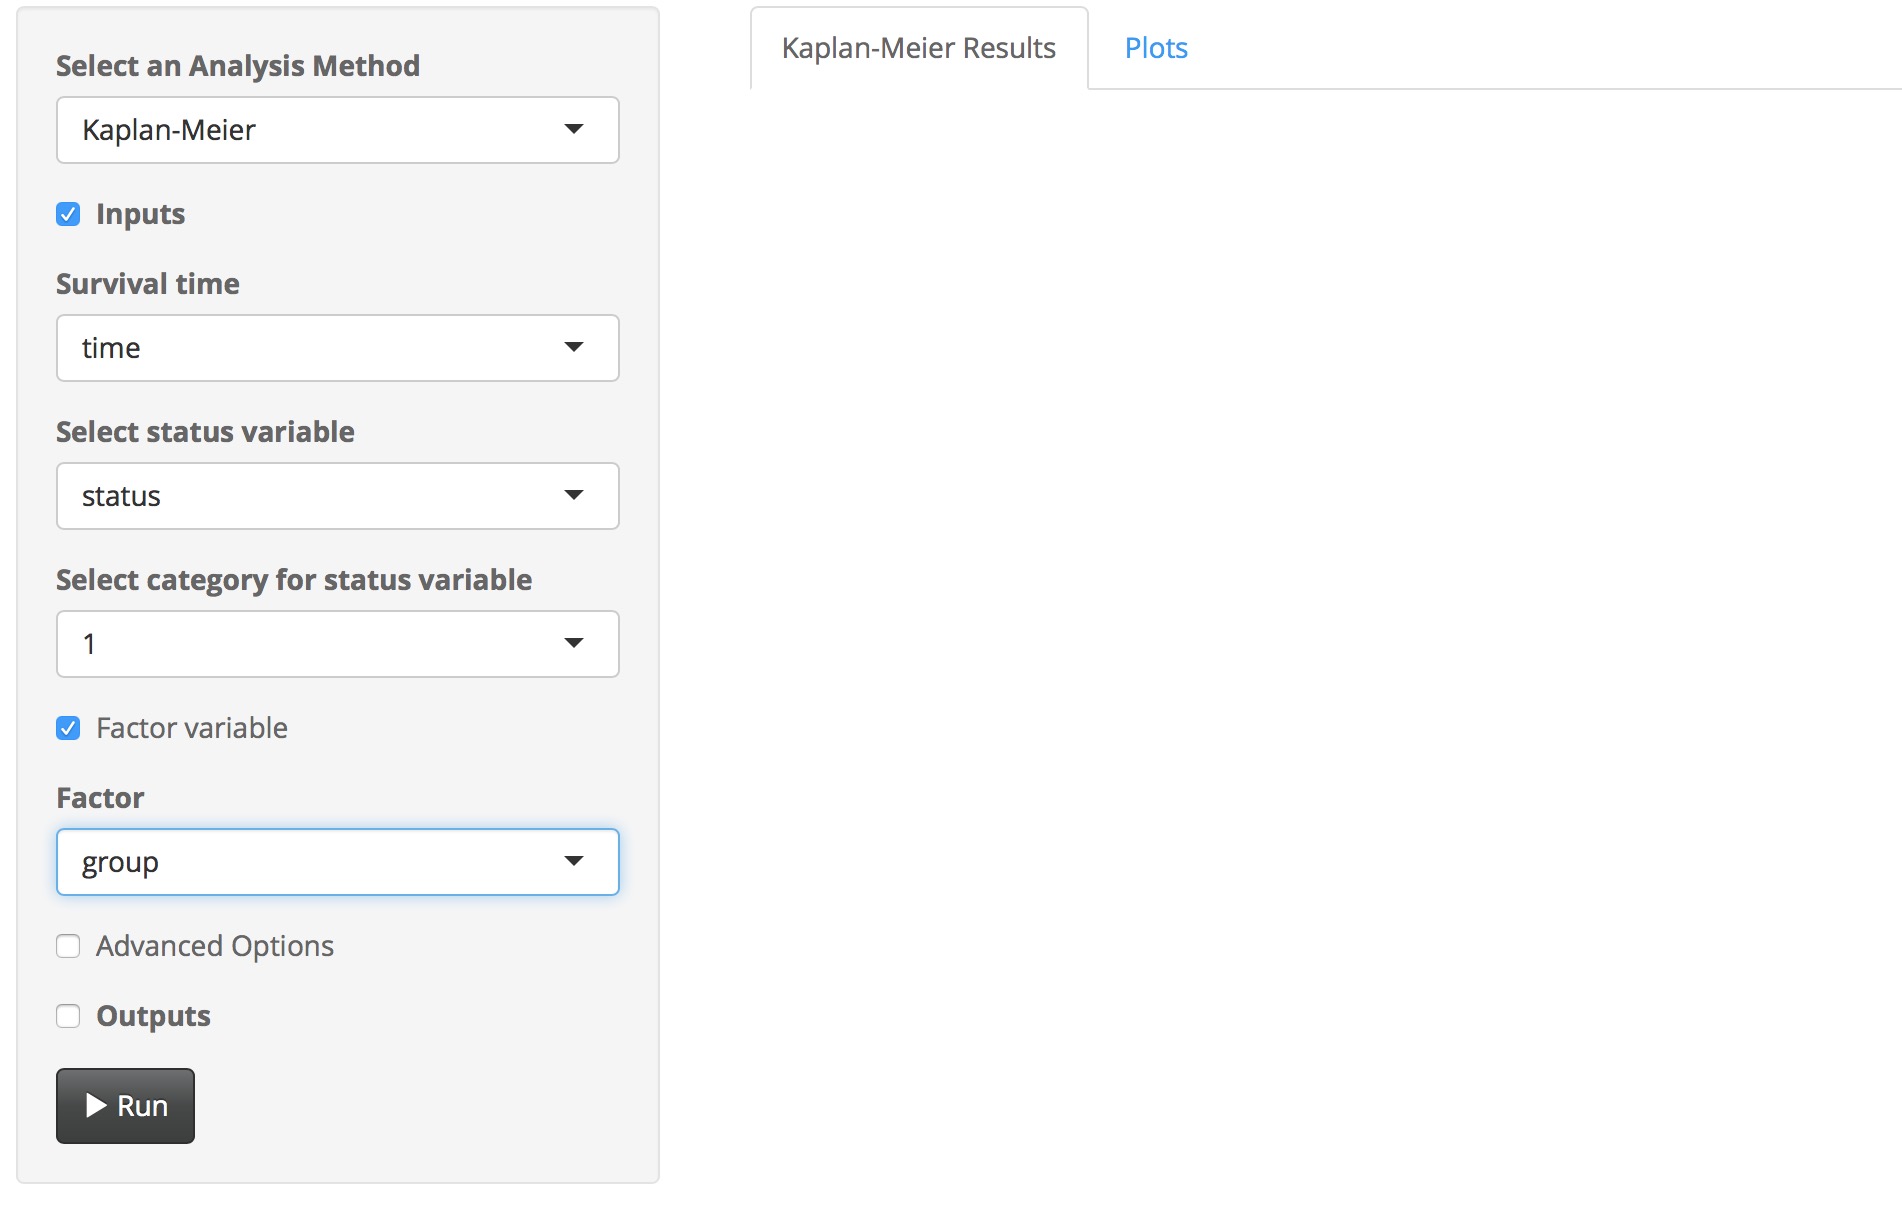 Select an Analysis Method
Kaplan-Meier
Inputs
Survival time
time
Select status variable
status
Select category for status variable
1
Factor variable
Factor
group
Advanced Options
Outputs
Run
Kaplan-Meier Results
Plots